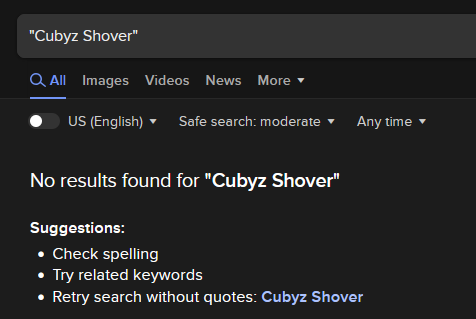 "Cubyz Shover"
All Images Videos News More
US (English) Safe search: moderate Any time
No results found for "Cubyz Shover"
Suggestions:
• Check spelling
• Try related keywords
• Retry search without quotes: Cubyz Shover